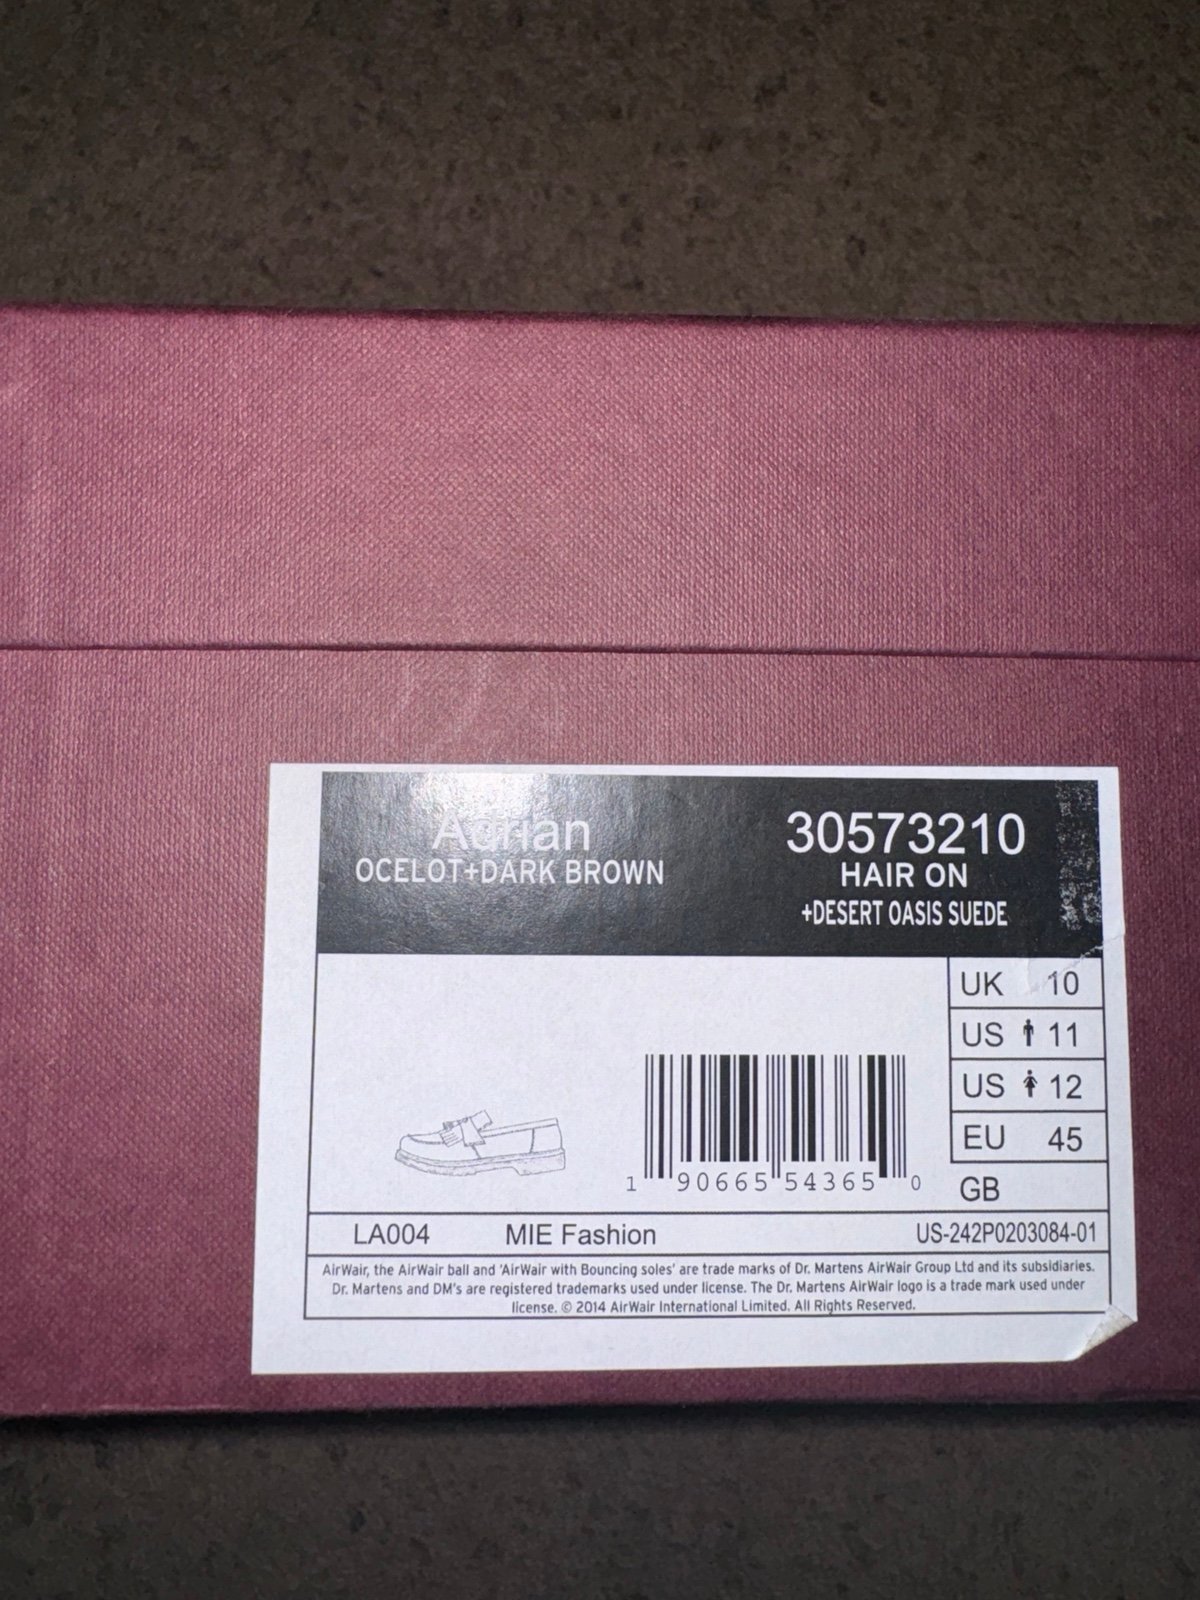 Adrian
OCELOT+DARK BROWN
30573210
HAIR ON
+DESERT OASIS SUEDE
UK 10
US 11
US 12
EU 45
GB
1 90665 54365 0
LA004 MIE Fashion US-242P0203084-01
AirWair, the AirWair ball and 'AirWair with Bouncing soles' are trade marks of Dr. Martens AirWair Group Ltd and its subsidiaries.
Dr. Martens and DM's are registered trademarks used under license. The Dr. Martens AirWair logo is a trade mark used under
license. © 2014 AirWair International Limited. All Rights Reserved.